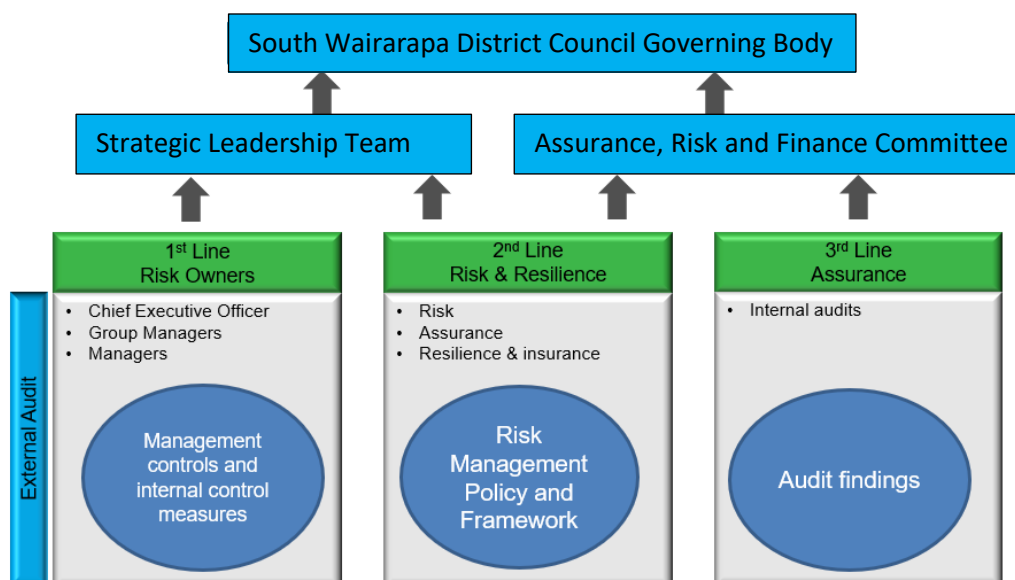 South Wairarapa District Council Governing Body
Strategic Leadership Team
Assurance, Risk and Finance Committee
1st Line
Risk Owners
2nd Line
Risk & Resilience
3rd Line
Assurance
External Audit
• Chief Executive Officer
• Group Managers
• Managers
Management
controls and
internal control
measures
• Risk
• Assurance
• Resilience & insurance
Risk
Management
Policy and
Framework
• Internal audits
Audit findings